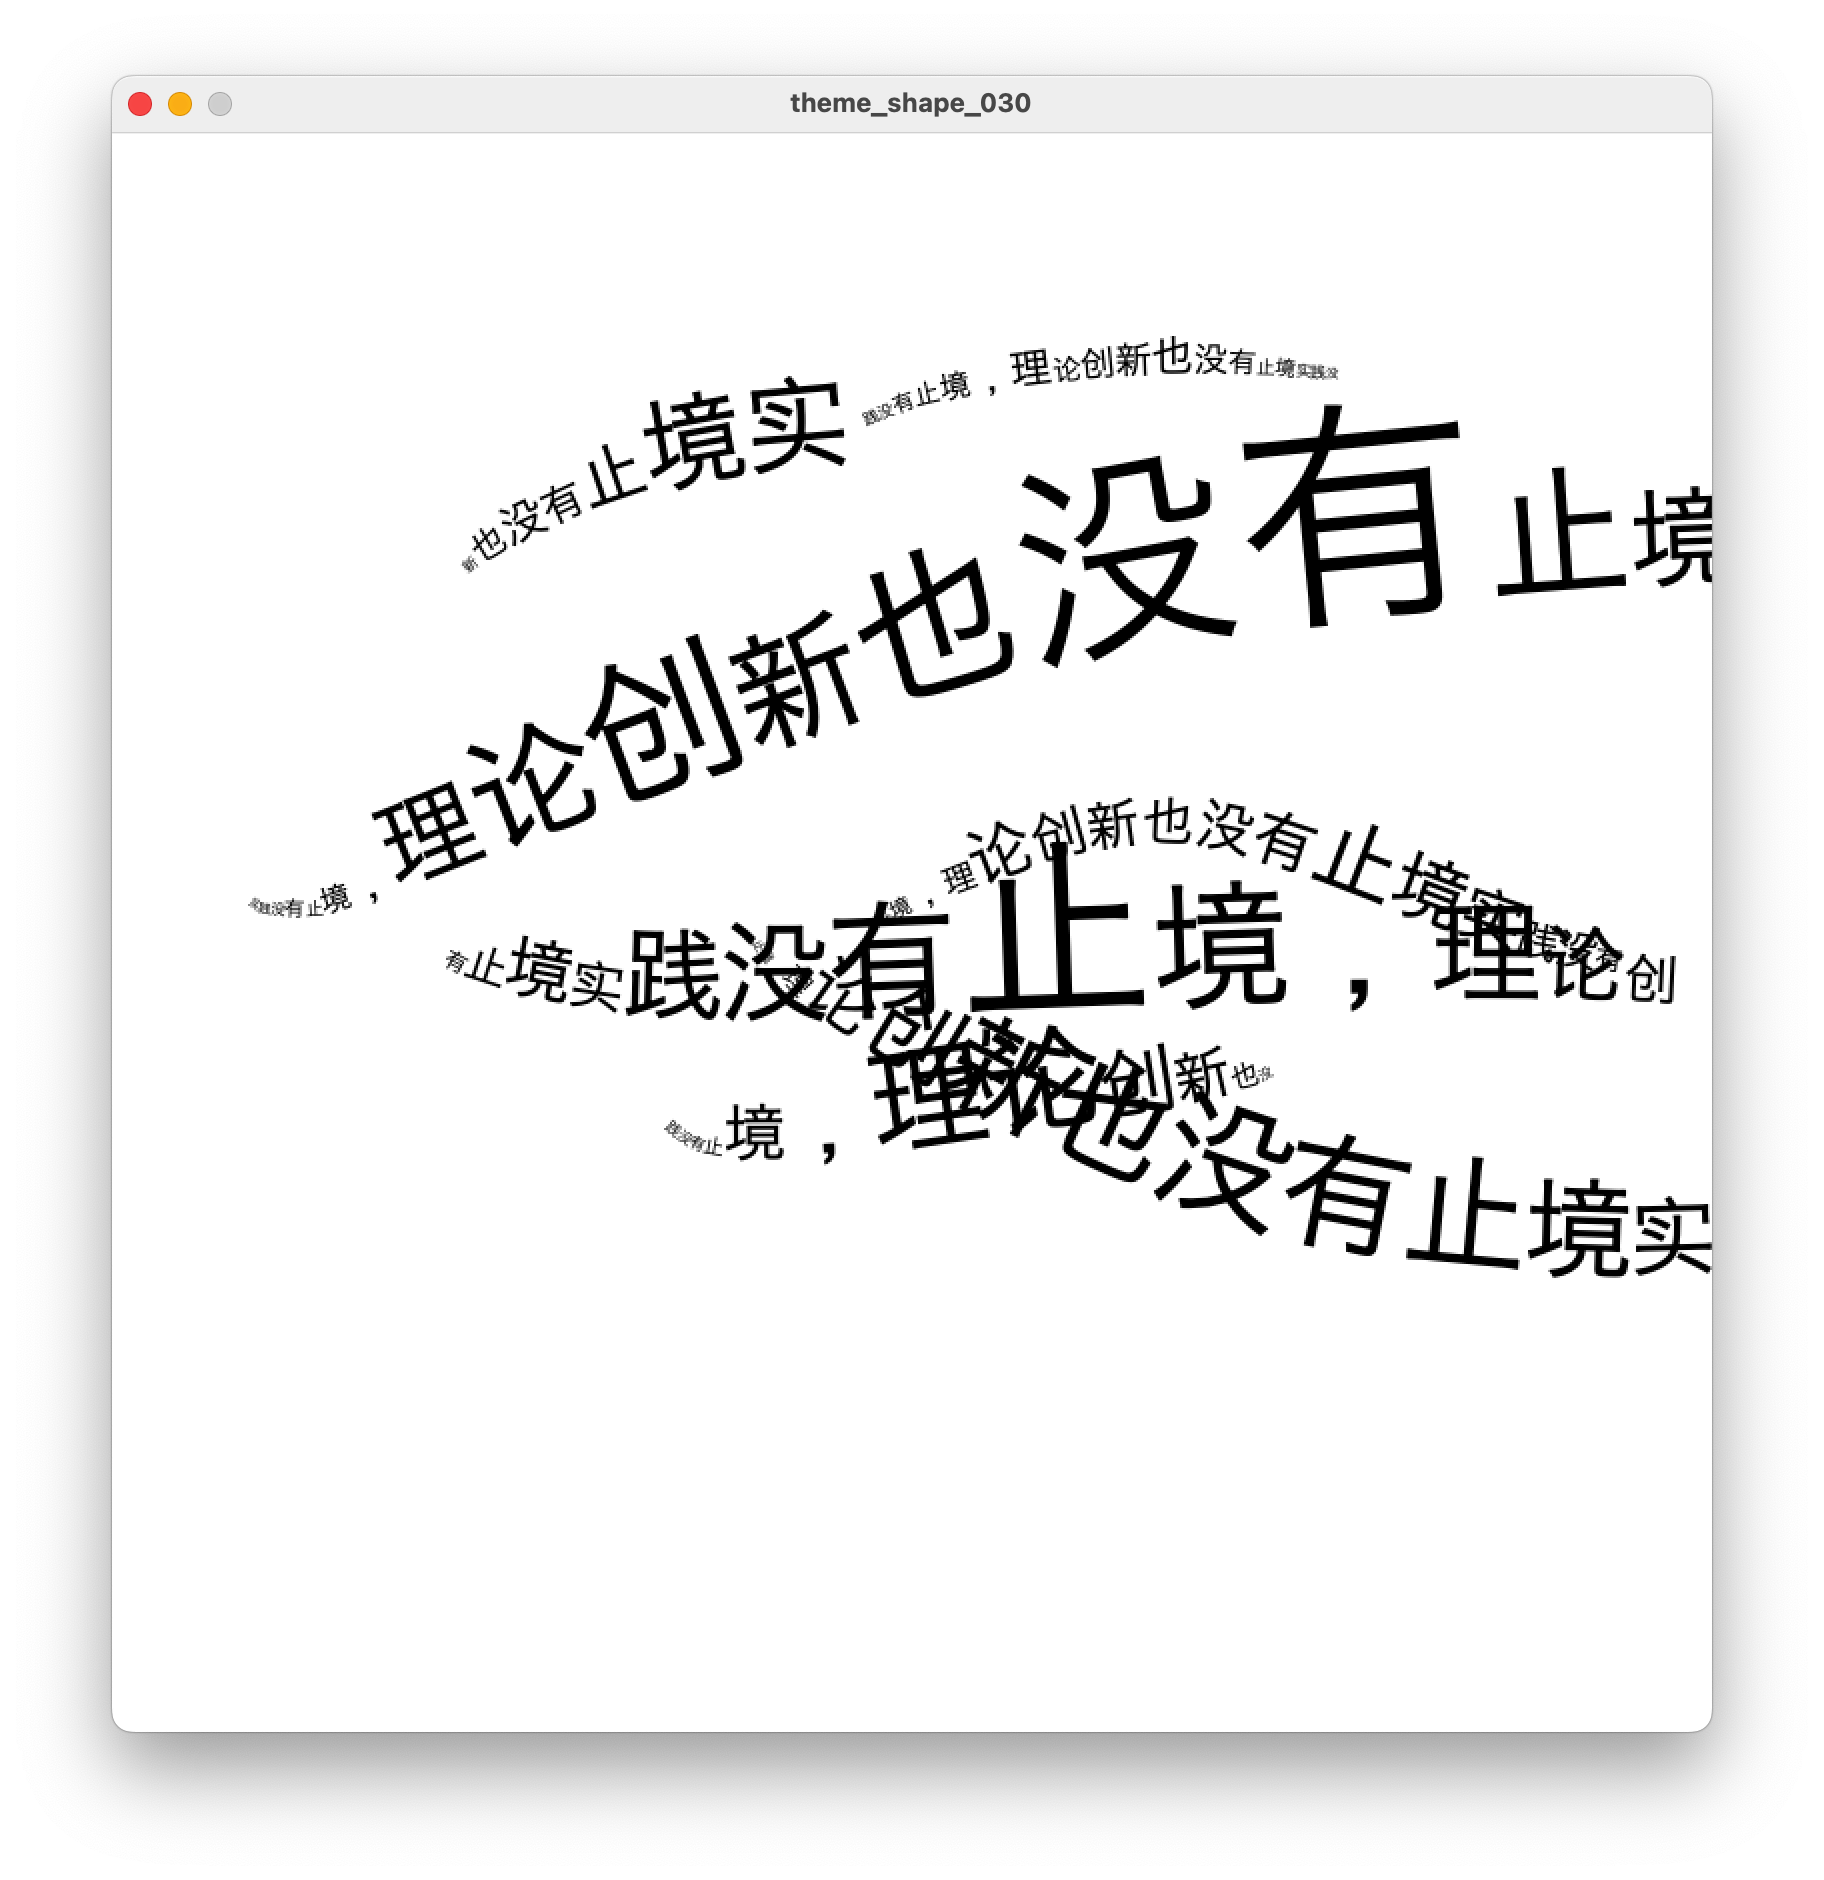 theme_shape_030
新也没有止境实
践没有止境，理论创新也没有止境实践没
实践没有止境，理论创新也没有止境
境，理论创新也没有止境实践没有
有止境实践没有止境，理论创
理论创新也没有止境实
践没有止境，理论创新也没